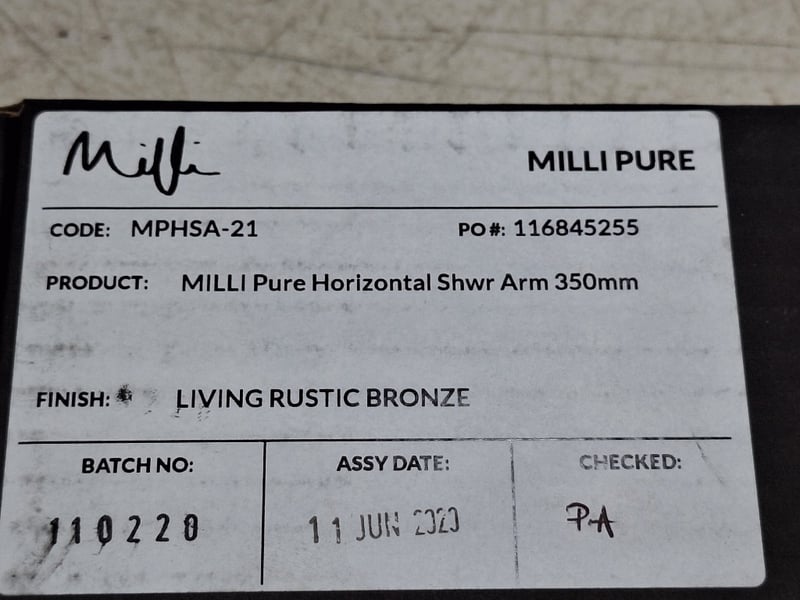 Milli
MILLI PURE
CODE: MPHSA-21
PO#: 116845255
PRODUCT: MILLI Pure Horizontal Shwr Arm 350mm
FINISH: LIVING RUSTIC BRONZE
BATCH NO: ASSY DATE: CHECKED:
110220 11 JUN 2020 PA